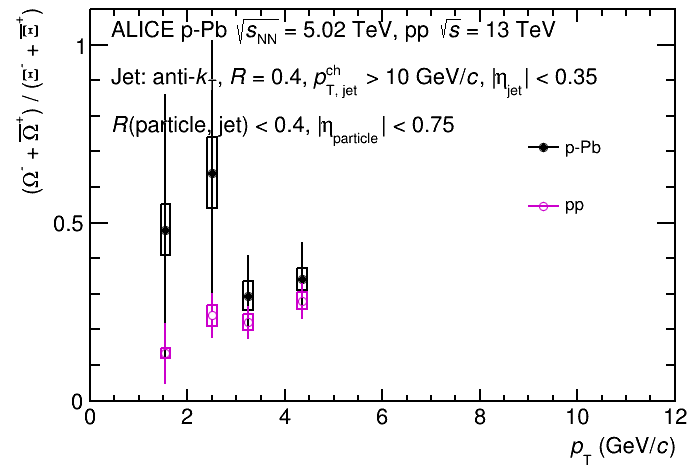 ALICE p-Pb √s_NN = 5.02 TeV, pp √s = 13 TeV
Jet: anti-k_T, R = 0.4, p_T, jet^ch > 10 GeV/c, |η_jet| < 0.35
R(particle, jet) < 0.4, |η_particle| < 0.75
p-Pb
pp
(Ω⁻ + Ω̅⁺) / (Ξ⁻ + Ξ̅⁺)
1
0.5
0
0 2 4 6 8 10 12
p_T (GeV/c)